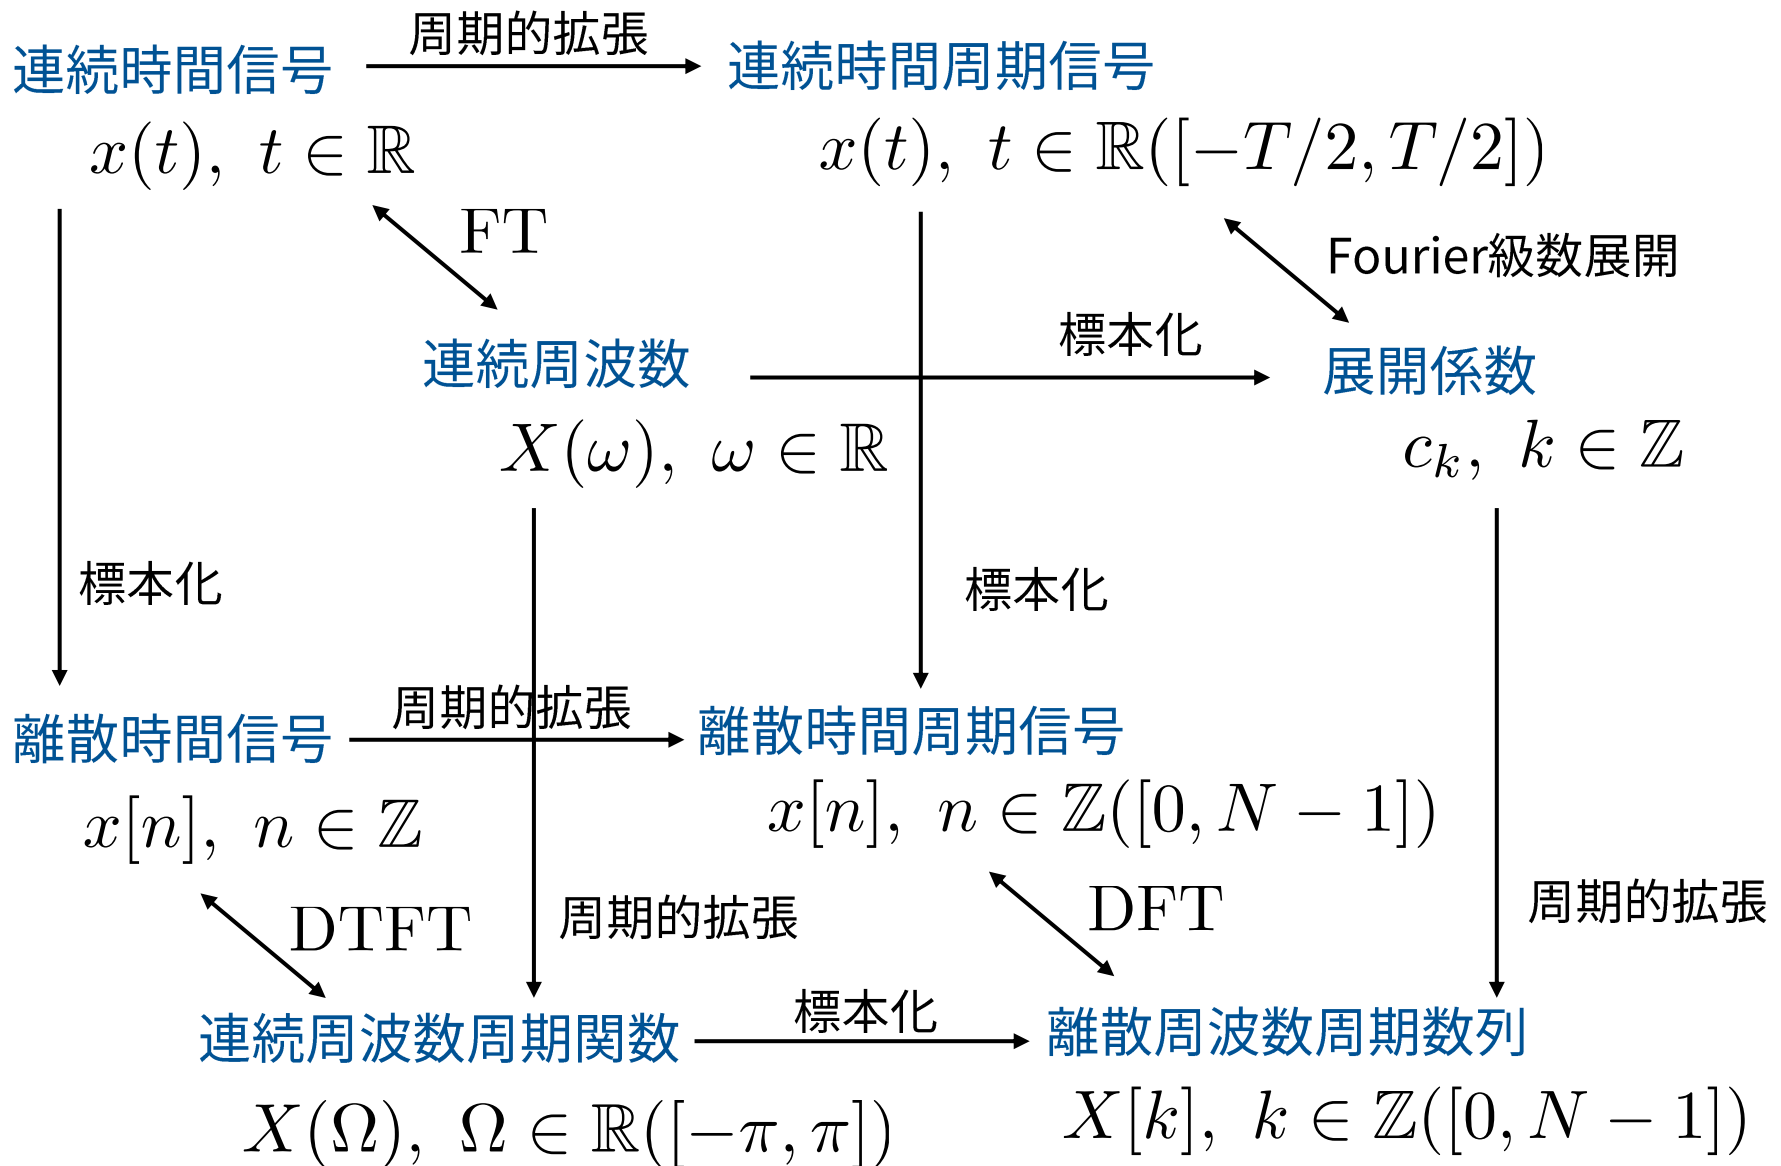 周期的拡張
連続時間信号
連続時間周期信号
x(t), t ∈ ℝ
x(t), t ∈ ℝ([−T/2, T/2])
FT
Fourier級数展開
標本化
連続周波数
展開係数
X(ω), ω ∈ ℝ
c_k, k ∈ ℤ
標本化
標本化
周期的拡張
離散時間信号
離散時間周期信号
x[n], n ∈ ℤ
x[n], n ∈ ℤ([0, N − 1])
DTFT
周期的拡張
DFT
周期的拡張
標本化
連続周波数周期関数
離散周波数周期数列
X(Ω), Ω ∈ ℝ([−π, π])
X[k], k ∈ ℤ([0, N − 1])